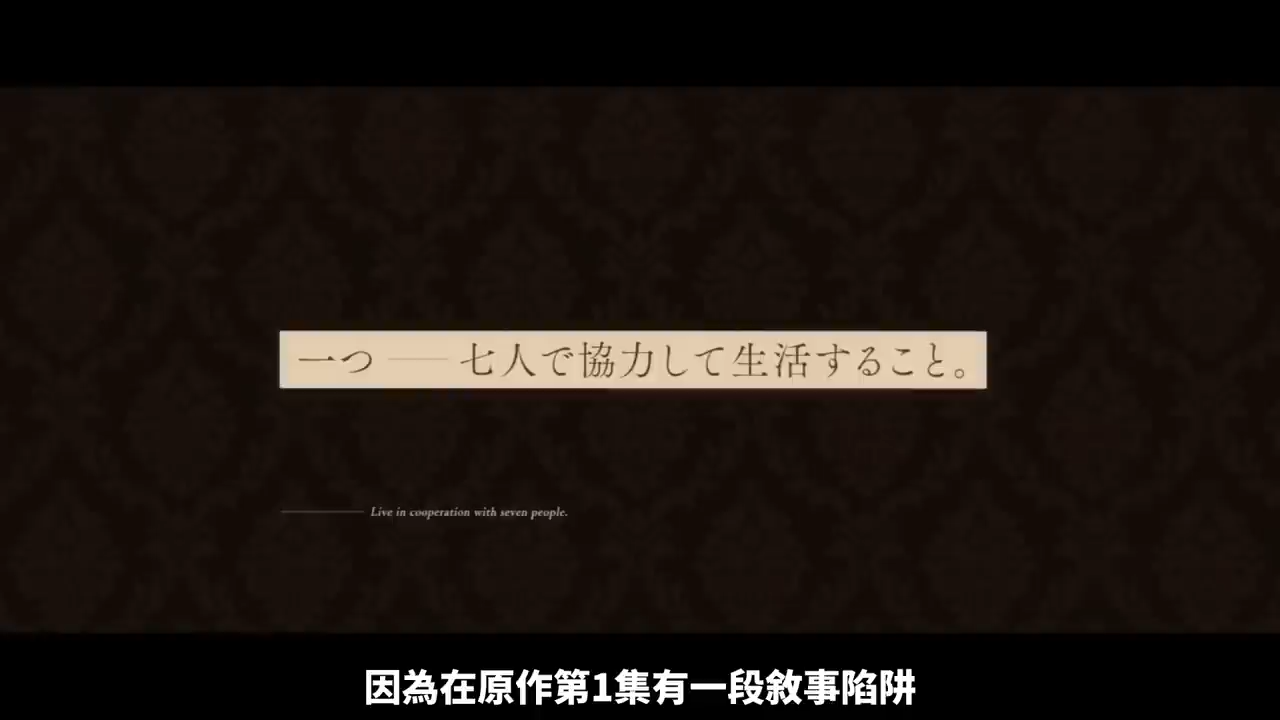 一つ ── 七人で協力して生活すること。
Live in cooperation with seven people.
因為在原作第1集有一段敘事陷阱